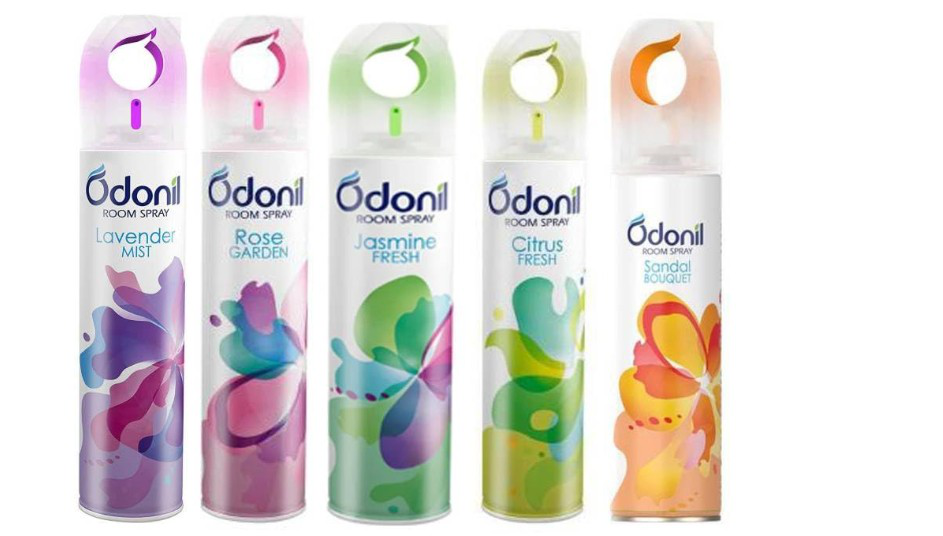 Odonil
ROOM SPRAY
Lavender
MIST
Odonil
ROOM SPRAY
Rose
GARDEN
Odonil
ROOM SPRAY
Jasmine
FRESH
Odonil
ROOM SPRAY
Citrus
FRESH
Odonil
ROOM SPRAY
Sandal
BOUQUET